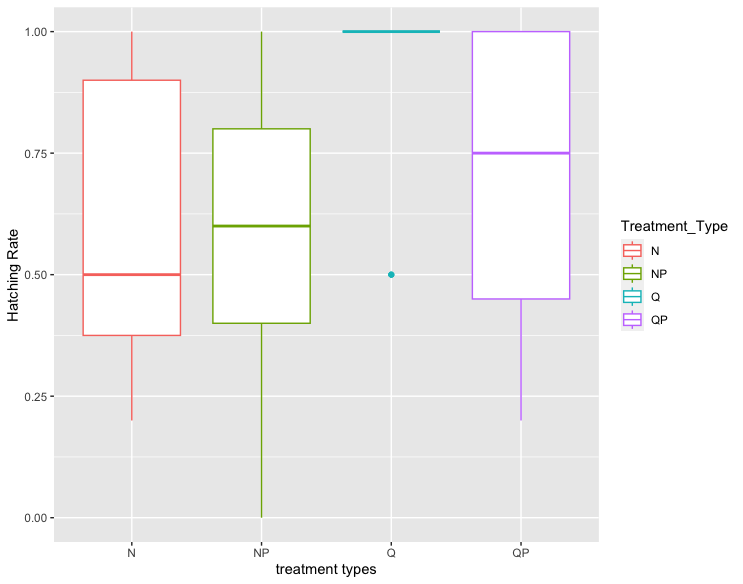 1.00
0.75
0.50
0.25
0.00
Hatching Rate
N NP Q QP
treatment types
Treatment_Type
N
NP
Q
QP